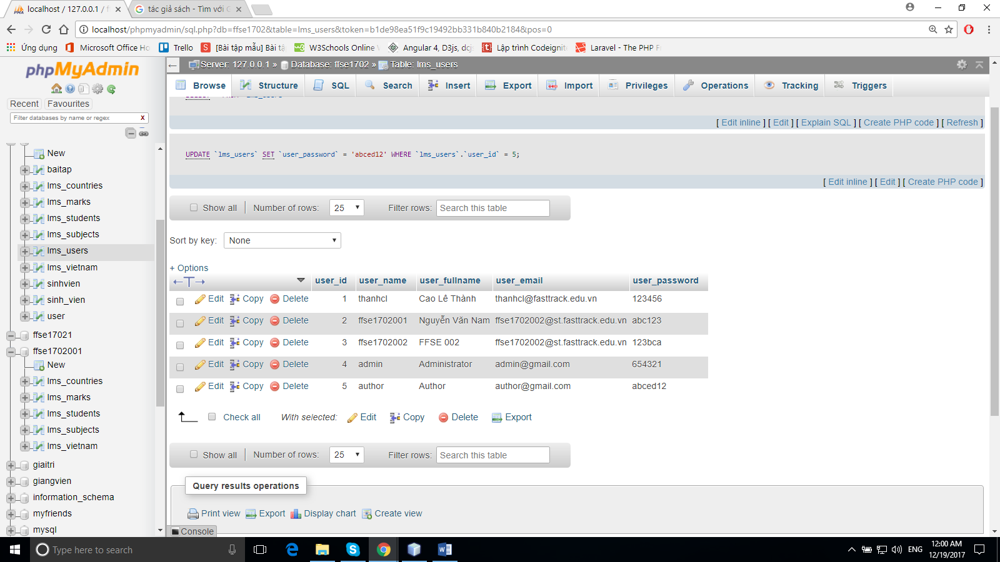 localhost / 127.0.0.1 / f
tác giả sách - Tìm với G
localhost/phpmyadmin/sql.php?db=ffse1702&table=lms_users&token=b1de98ea51f9c19492bb331b840b2184&pos=0
Ứng dụng
Microsoft Office Ho
Trello
[Bài tập mẫu] Bài tậ
W3Schools Online
Angular 4, D3js, dcjs
Lập trình Codeignit
Laravel - The PHP F
phpMyAdmin
Recent
Favourites
Filter databases by name or regex
X
New
baitap
lms_countries
lms_marks
lms_students
lms_subjects
lms_users
lms_vietnam
sinhvien
sinh_vien
user
ffse17021
ffse1702001
New
lms_countries
lms_marks
lms_students
lms_subjects
lms_vietnam
giaitri
giangvien
information_schema
myfriends
mysql
Server: 127.0.0.1 » Database: ffse1702 » Table: lms_users
Browse Structure SQL Search Insert Export Import Privileges Operations Tracking Triggers
[ Edit inline ] [ Edit ] [ Explain SQL ] [ Create PHP code ] [ Refresh ]
UPDATE `lms_users` SET `user_password` = 'abced12' WHERE `lms_users`.`user_id` = 5;
[ Edit inline ] [ Edit ] [ Create PHP code ]
Show all Number of rows: 25 Filter rows: Search this table
Sort by key: None
+ Options
user_id user_name user_fullname user_email user_password
Edit Copy Delete 1 thanhcl Cao Lê Thành thanhcl@fasttrack.edu.vn 123456
Edit Copy Delete 2 ffse1702001 Nguyễn Văn Nam ffse1702002@st.fasttrack.edu.vn abc123
Edit Copy Delete 3 ffse1702002 FFSE 002 ffse1702002@st.fasttrack.edu.vn 123bca
Edit Copy Delete 4 admin Administrator admin@gmail.com 654321
Edit Copy Delete 5 author Author author@gmail.com abced12
Check all With selected: Edit Copy Delete Export
Show all Number of rows: 25 Filter rows: Search this table
Query results operations
Print view Export Display chart Create view
Console
Type here to search
ENG
12:00 AM
12/19/2017